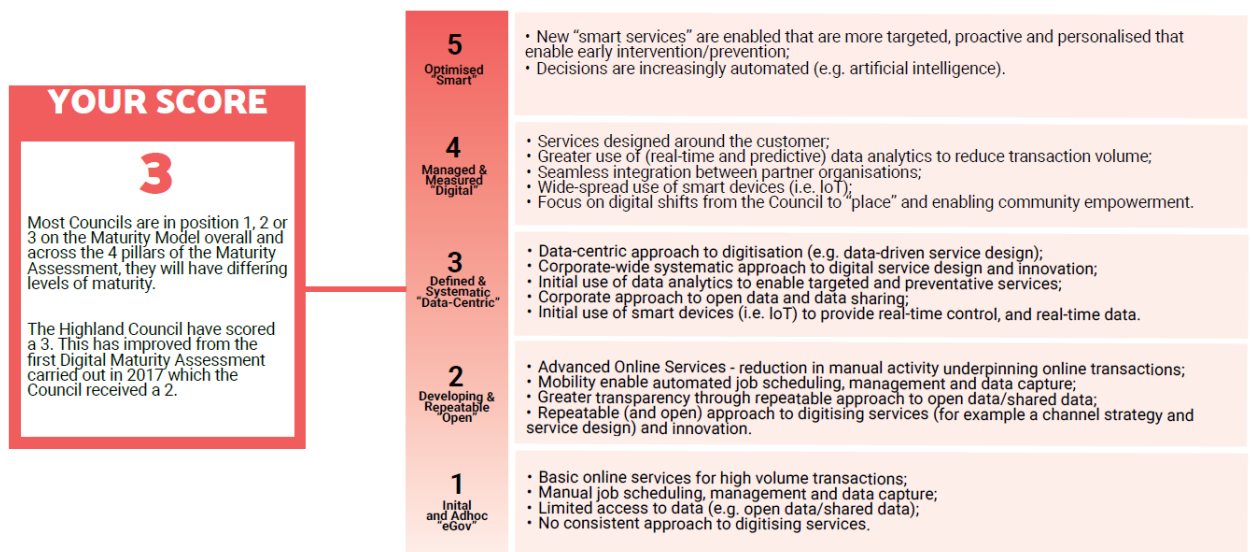 YOUR SCORE
3
Most Councils are in position 1, 2 or
3 on the Maturity Model overall and
across the 4 pillars of the Maturity
Assessment, they will have differing
levels of maturity.
The Highland Council have scored
a 3. This has improved from the
first Digital Maturity Assessment
carried out in 2017 which the
Council received a 2.
5
Optimised
"Smart"
• New "smart services" are enabled that are more targeted, proactive and personalised that
enable early intervention/prevention;
• Decisions are increasingly automated (e.g. artificial intelligence).
4
Managed &
Measured
"Digital"
• Services designed around the customer;
• Greater use of (real-time and predictive) data analytics to reduce transaction volume;
• Seamless integration between partner organisations;
• Wide-spread use of smart devices (i.e. IoT);
• Focus on digital shifts from the Council to "place" and enabling community empowerment.
3
Defined &
Systematic
"Data-Centric"
• Data-centric approach to digitisation (e.g. data-driven service design);
• Corporate-wide systematic approach to digital service design and innovation;
• Initial use of data analytics to enable targeted and preventative services;
• Corporate approach to open data and data sharing;
• Initial use of smart devices (i.e. IoT) to provide real-time control, and real-time data.
2
Developing &
Repeatable
"Open"
• Advanced Online Services - reduction in manual activity underpinning online transactions;
• Mobility enable automated job scheduling, management and data capture;
• Greater transparency through repeatable approach to open data/shared data;
• Repeatable (and open) approach to digitising services (for example a channel strategy and
service design) and innovation.
1
Inital
and Adhoc
"eGov"
• Basic online services for high volume transactions;
• Manual job scheduling, management and data capture;
• Limited access to data (e.g. open data/shared data);
• No consistent approach to digitising services.